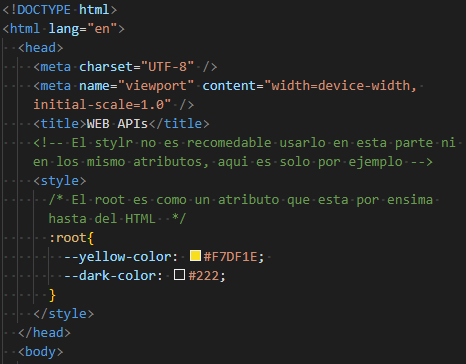 <!DOCTYPE html>
<html lang="en">
<head>
<meta charset="UTF-8" />
<meta name="viewport" content="width=device-width,
initial-scale=1.0" />
<title>WEB APIs</title>
<!-- El stylr no es recomedable usarlo en esta parte ni
en los mismo atributos, aqui es solo por ejemplo -->
<style>
/* El root es como un atributo que esta por ensima
hasta del HTML */
:root{
--yellow-color: #F7DF1E;
--dark-color: #222;
}
</style>
</head>
<body>